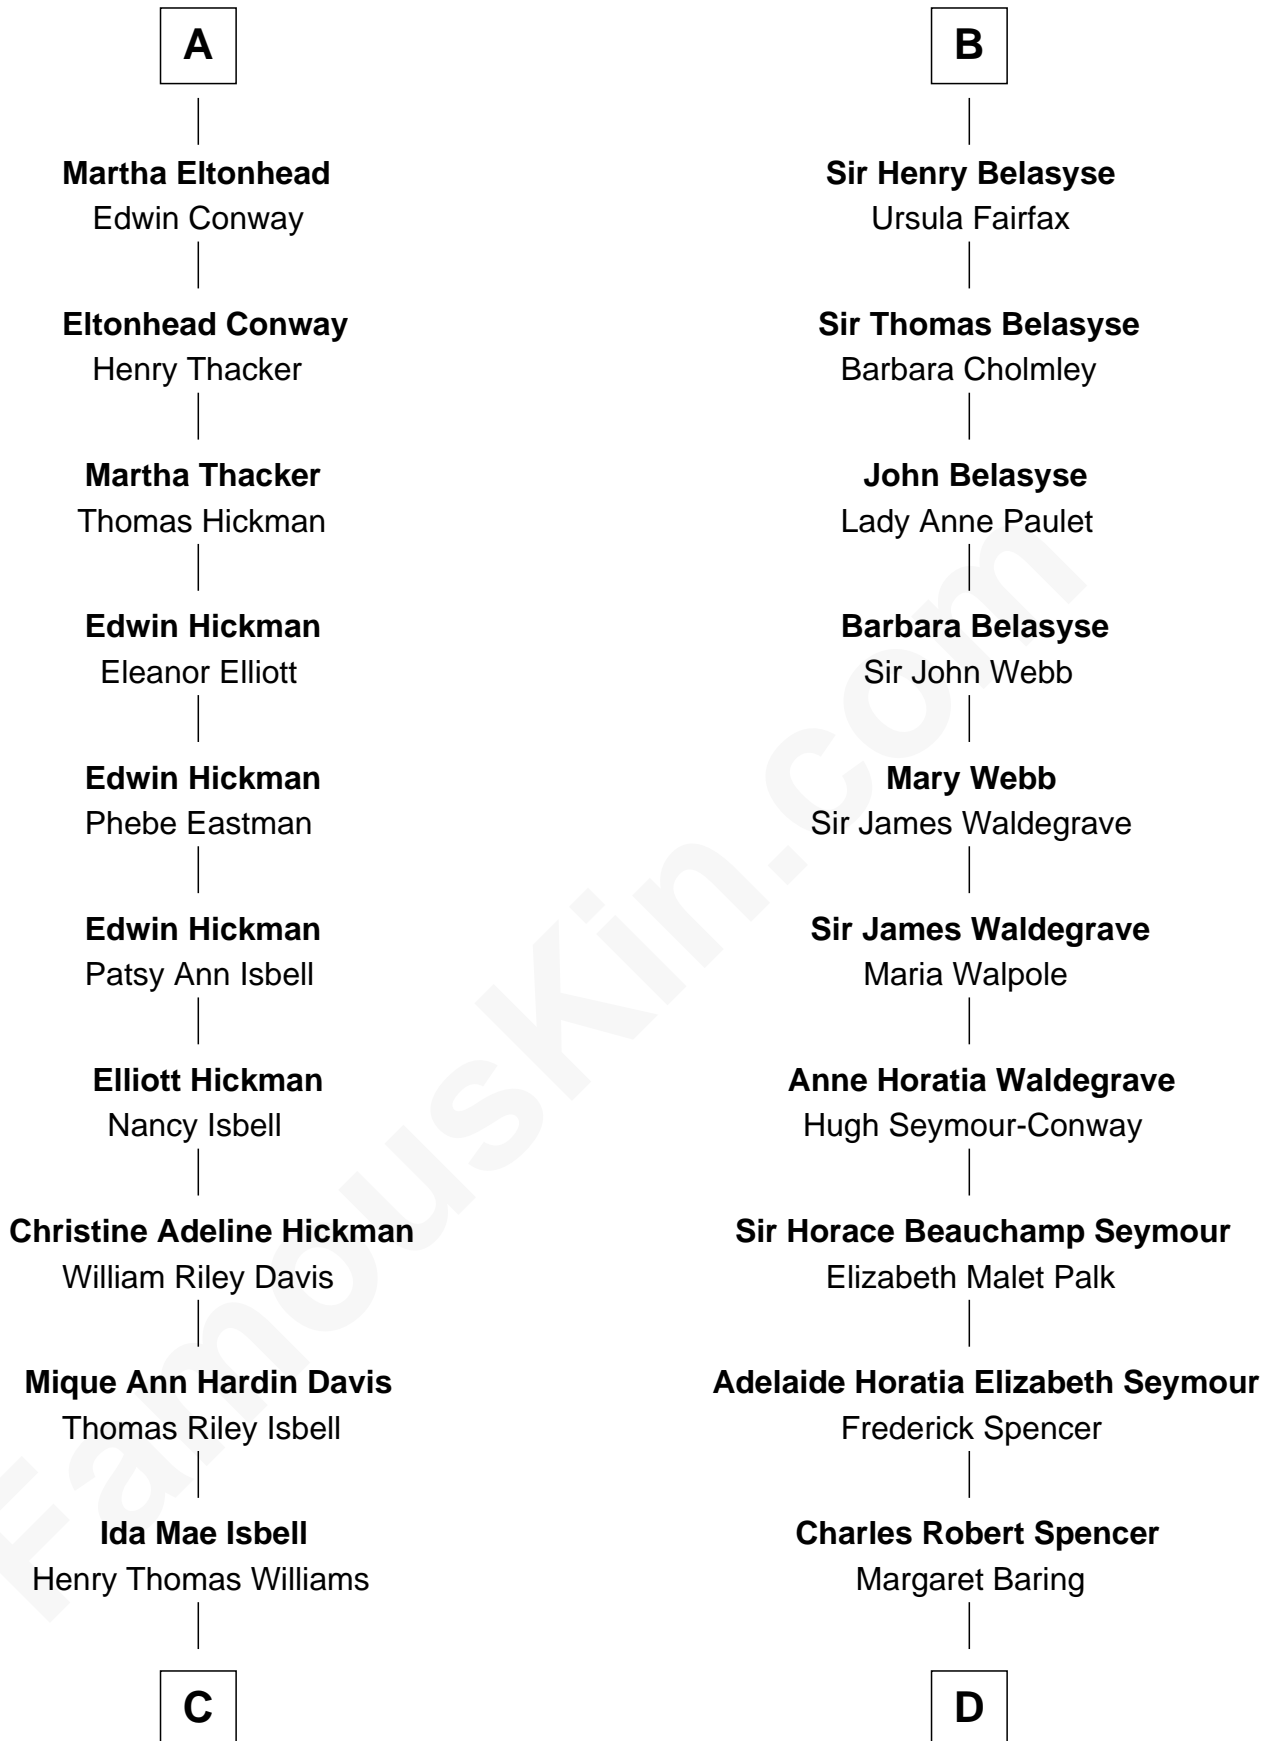 A
Martha Eltonhead
Edwin Conway
Eltonhead Conway
Henry Thacker
Martha Thacker
Thomas Hickman
Edwin Hickman
Eleanor Elliott
Edwin Hickman
Phebe Eastman
Edwin Hickman
Patsy Ann Isbell
Elliott Hickman
Nancy Isbell
Christine Adeline Hickman
William Riley Davis
Mique Ann Hardin Davis
Thomas Riley Isbell
Ida Mae Isbell
Henry Thomas Williams
C
B
Sir Henry Belasyse
Ursula Fairfax
Sir Thomas Belasyse
Barbara Cholmley
John Belasyse
Lady Anne Paulet
Barbara Belasyse
Sir John Webb
Mary Webb
Sir James Waldegrave
Sir James Waldegrave
Maria Walpole
Anne Horatia Waldegrave
Hugh Seymour-Conway
Sir Horace Beauchamp Seymour
Elizabeth Malet Palk
Adelaide Horatia Elizabeth Seymour
Frederick Spencer
Charles Robert Spencer
Margaret Baring
D
FamousKin.com